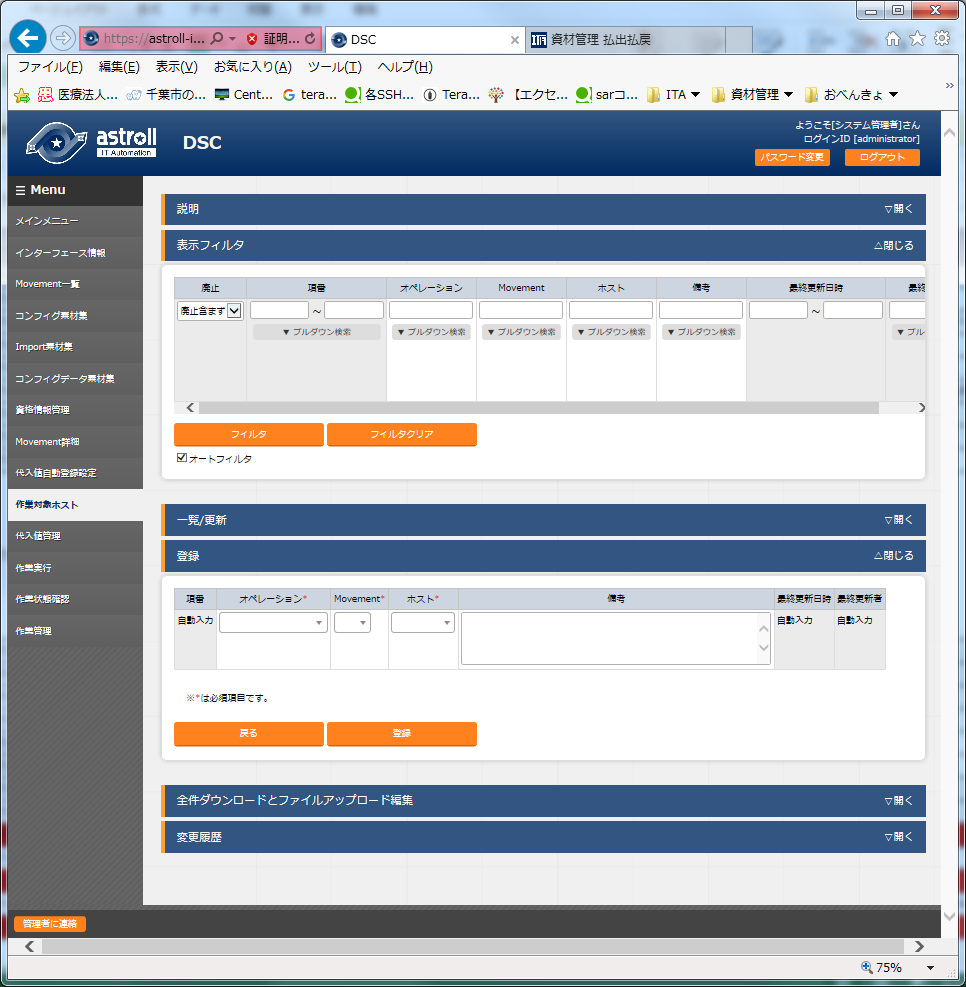 https://astroll-i...
証明...
DSC
資材管理 払出払戻
ファイル(F) 編集(E) 表示(V) お気に入り(A) ツール(T) ヘルプ(H)
医療法人... 千葉市の... Cent... tera... 各SSH... Tera... 【エクセ... sarコ... ITA 資材管理 おべんきょ
astroll
IT Automation
DSC
ようこそ[システム管理者]さん
ログインID [administrator]
パスワード変更 ログアウト
☰ Menu
メインメニュー
インターフェース情報
Movement一覧
コンフィグ素材集
Import素材集
コンフィグデータ素材集
資格情報管理
Movement詳細
代入値自動登録設定
作業対象ホスト
代入値管理
作業実行
作業状態確認
作業管理
説明 ▽開く
表示フィルタ △閉じる
廃止 項番 オペレーション Movement ホスト 備考 最終更新日時 最終
廃止含まず ～ ～
▼ プルダウン検索 ▼ プルダウン検索 ▼ プルダウン検索 ▼ プルダウン検索 ▼ プルダウン検索 ▼ プル
フィルタ フィルタクリア
オートフィルタ
一覧/更新 ▽開く
登録 △閉じる
項番 オペレーション* Movement* ホスト* 備考 最終更新日時 最終更新者
自動入力 自動入力 自動入力
※*は必須項目です。
戻る 登録
全件ダウンロードとファイルアップロード編集 ▽開く
変更履歴 ▽開く
管理者に連絡
75%